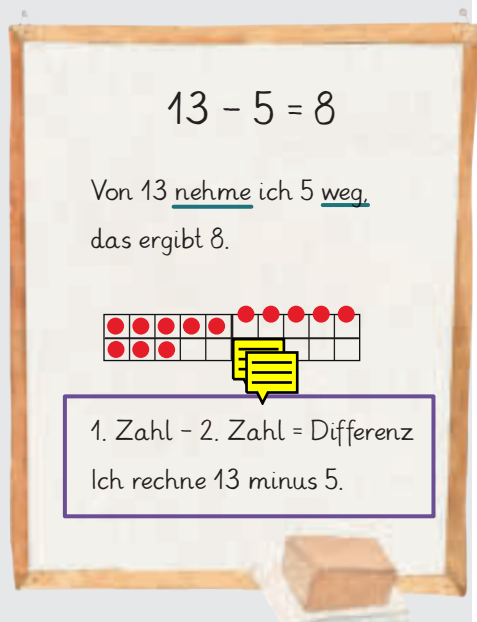 13 - 5 = 8
Von 13 nehme ich 5 weg,
das ergibt 8.
1. Zahl - 2. Zahl = Differenz
Ich rechne 13 minus 5.